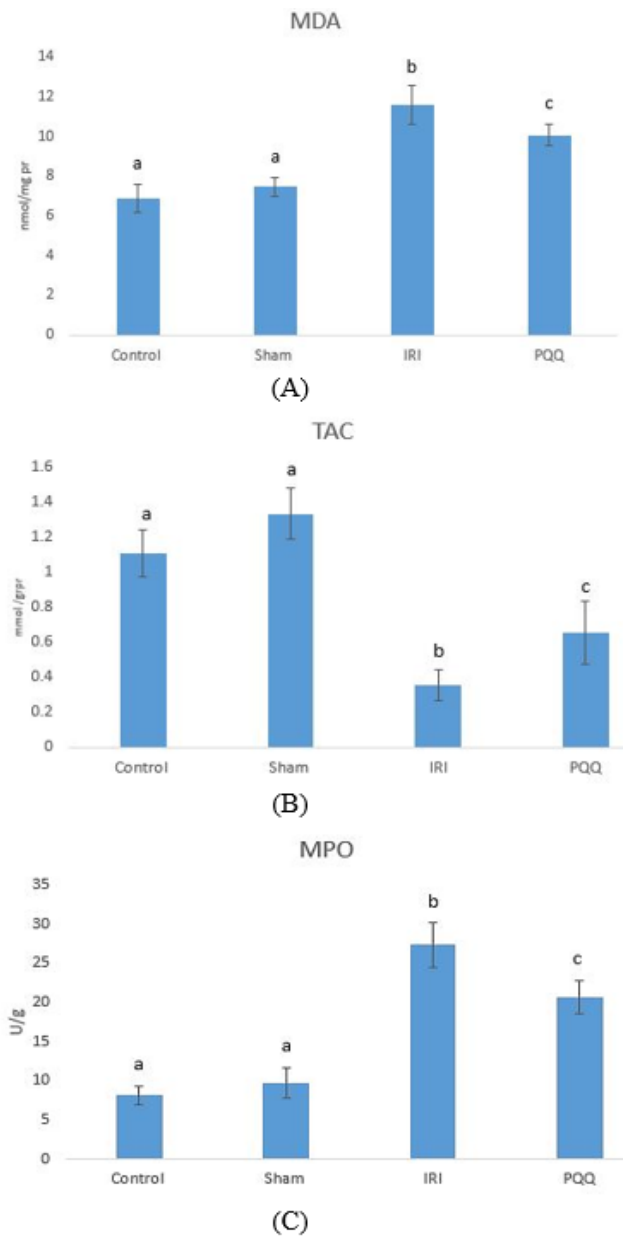 MDA
14
12
10
8
6
4
2
0
nmol/mg pr
a
a
b
c
Control Sham IRI PQQ
(A)
TAC
1.6
1.4
1.2
1
0.8
0.6
0.4
0.2
0
mmol /grpr
a
a
b
c
Control Sham IRI PQQ
(B)
MPO
35
30
25
20
15
10
5
0
U/g
a
a
b
c
Control Sham IRI PQQ
(C)